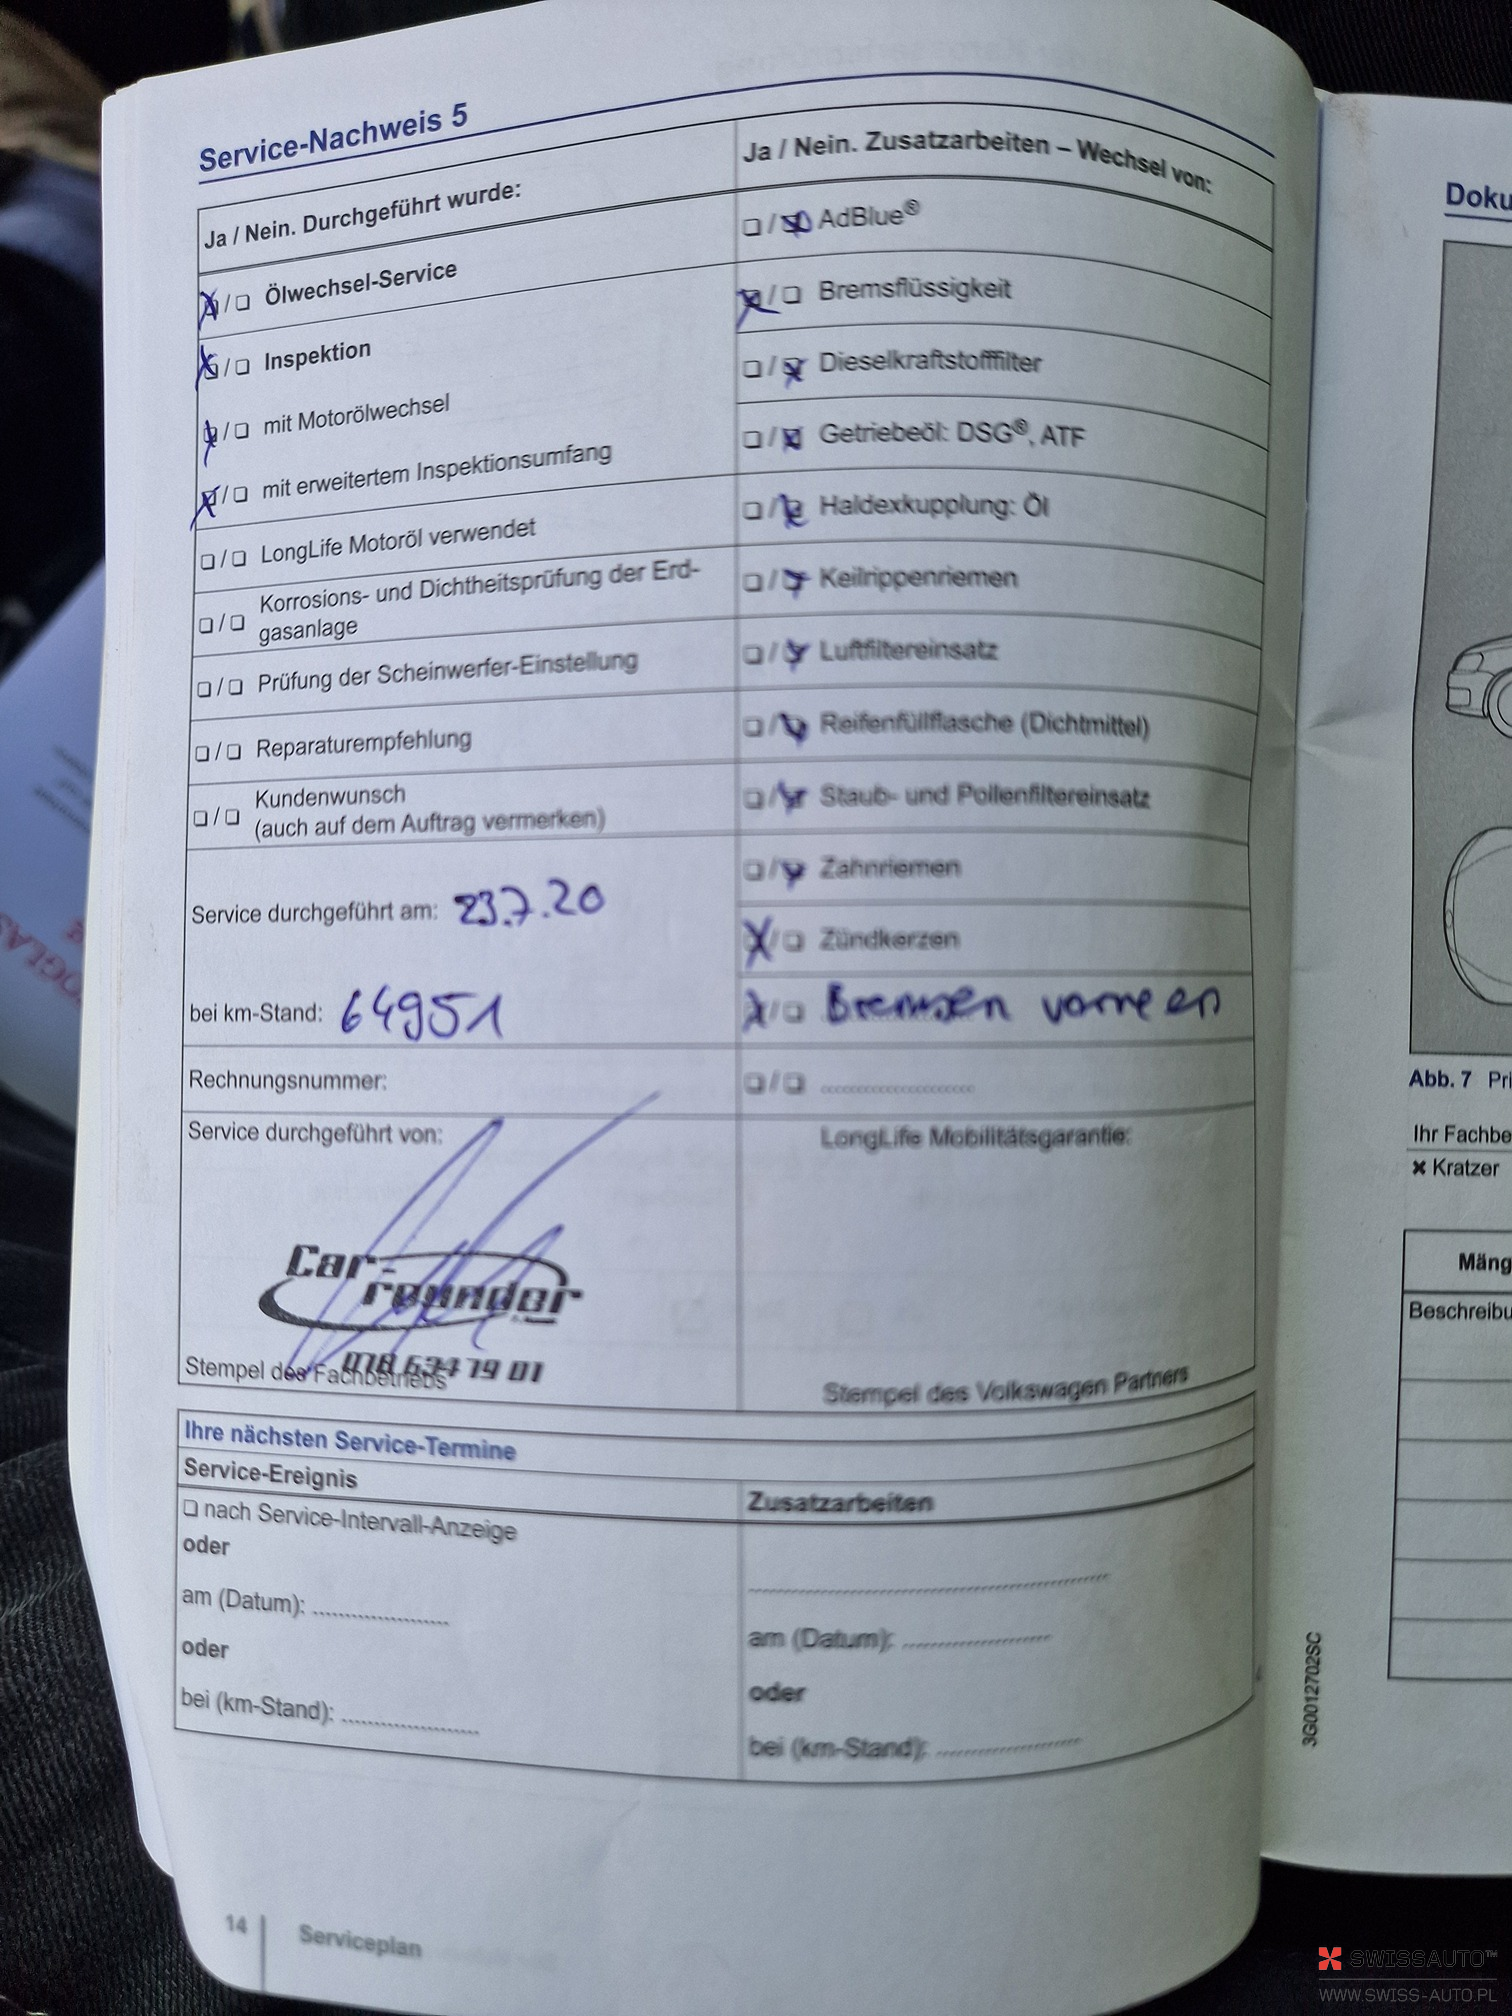 Service-Nachweis 5
Ja / Nein. Durchgeführt wurde:
❏ / ❏ Ölwechsel-Service
❏ / ❏ Inspektion
❏ / ❏ mit Motorölwechsel
❏ / ❏ mit erweitertem Inspektionsumfang
❏ / ❏ LongLife Motoröl verwendet
❏ / ❏ Korrosions- und Dichtheitsprüfung der Erd-
gasanlage
❏ / ❏ Prüfung der Scheinwerfer-Einstellung
❏ / ❏ Reparaturempfehlung
❏ / ❏ Kundenwunsch
(auch auf dem Auftrag vermerken)
Service durchgeführt am: 23.7.20
bei km-Stand: 64951
Rechnungsnummer:
Service durchgeführt von:
Car-
rounder
078 634 79 01
Stempel des Fachbetriebs
Ja / Nein. Zusatzarbeiten – Wechsel von:
❏ / ❏ AdBlue®
❏ / ❏ Bremsflüssigkeit
❏ / ❏ Dieselkraftstofffilter
❏ / ❏ Getriebeöl: DSG®, ATF
❏ / ❏ Haldexkupplung: Öl
❏ / ❏ Keilrippenriemen
❏ / ❏ Luftfiltereinsatz
❏ / ❏ Reifenfüllflasche (Dichtmittel)
❏ / ❏ Staub- und Pollenfiltereinsatz
❏ / ❏ Zahnriemen
❏ / ❏ Zündkerzen
❏ / ❏ Bremsen
❏ / ❏ ......................
LongLife Mobilitätsgarantie:
Stempel des Volkswagen Partners
Ihre nächsten Service-Termine
Service-Ereignis
❏ nach Service-Intervall-Anzeige
oder
am (Datum): ....................
oder
bei (km-Stand): ....................
Zusatzarbeiten
am (Datum): ......................
oder
bei (km-Stand): ......................
14 Serviceplan
Doku
Abb. 7 Pri
Ihr Fachbe
✖ Kratzer
Mäng
Beschreibu
3G0012702SC
SWISSAUTO™
WWW.SWISS-AUTO.PL